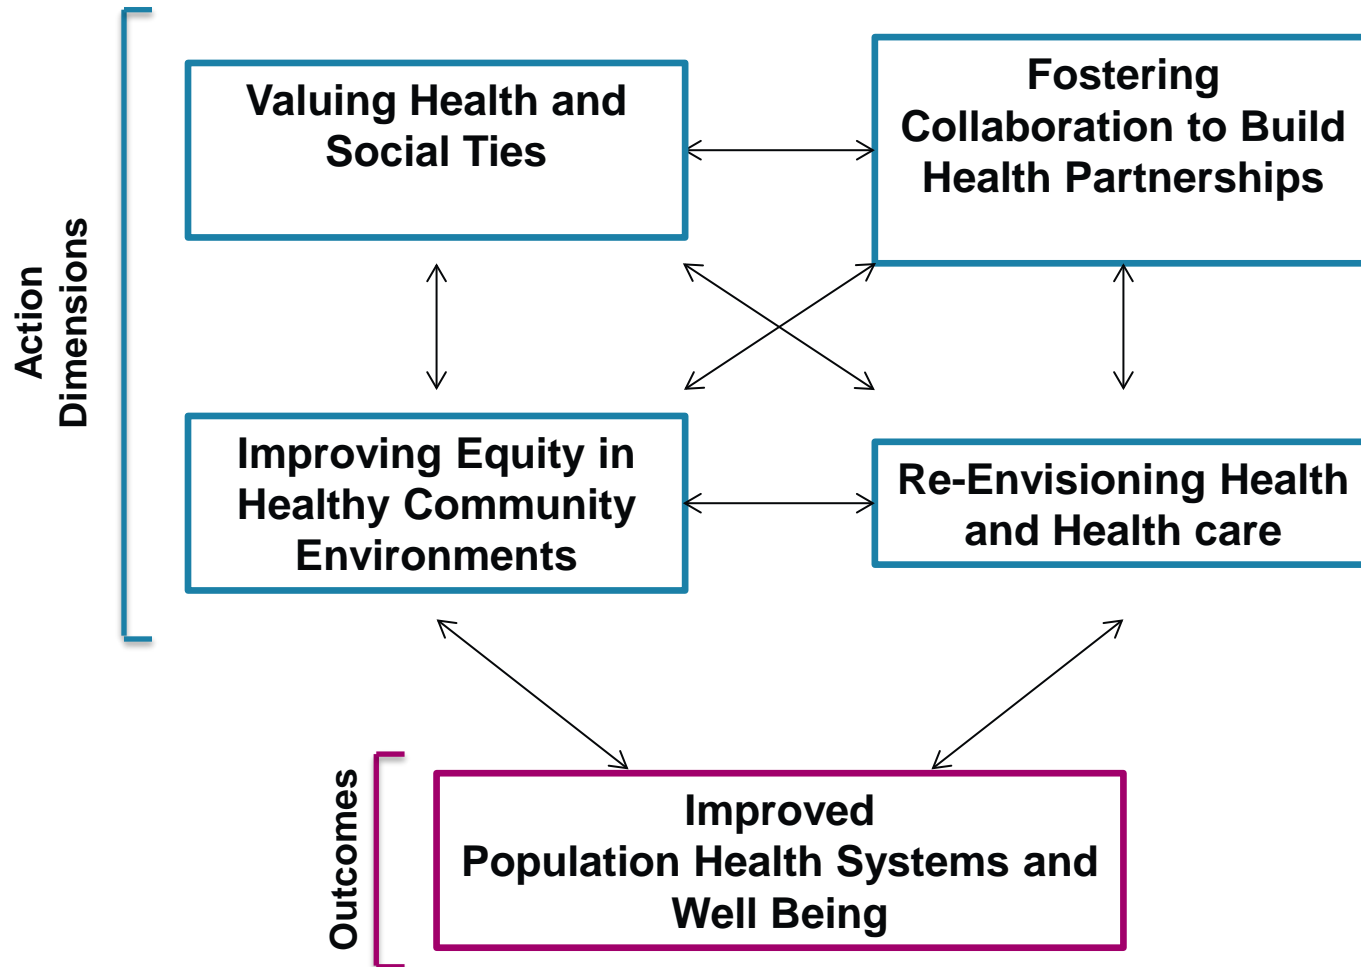 Action
Dimensions
Valuing Health and
Social Ties
Fostering
Collaboration to Build
Health Partnerships
Improving Equity in
Healthy Community
Environments
Re-Envisioning Health
and Health care
Outcomes
Improved
Population Health Systems and
Well Being